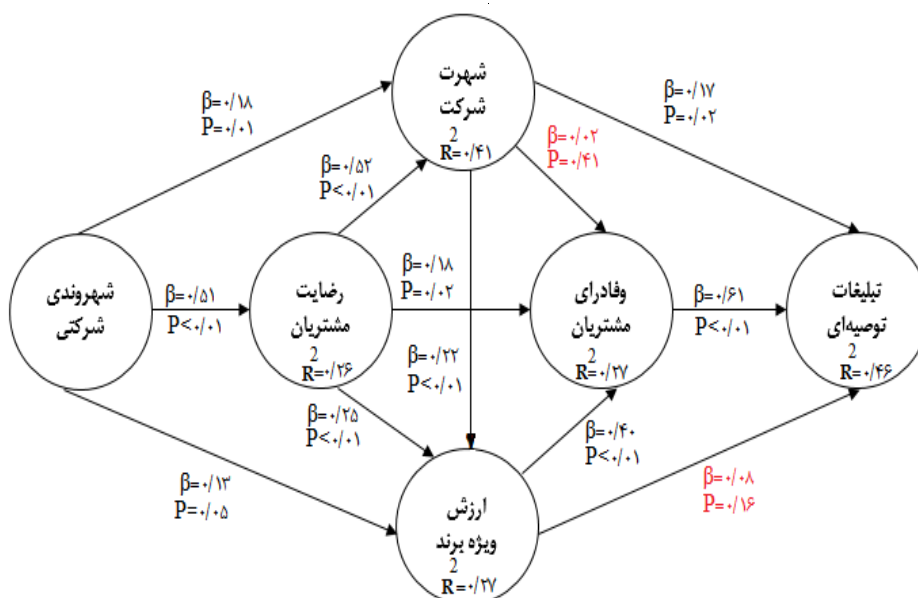 شهرت
شرکت
2
R=۰/۴۱
β=۰/۱۸
P=۰/۰۱
β=۰/۱۷
P=۰/۰۲
β=۰/۰۲
P=۰/۴۱
β=۰/۵۲
P<۰/۰۱
شهروندی
شرکتی
β=۰/۵۱
P<۰/۰۱
رضایت
مشتریان
2
R=۰/۲۶
β=۰/۱۸
P=۰/۰۲
وفادرای
مشتریان
2
R=۰/۲۷
β=۰/۶۱
P<۰/۰۱
تبلیغات
توصیه‌ای
2
R=۰/۴۶
β=۰/۲۲
P<۰/۰۱
β=۰/۲۵
P<۰/۰۱
β=۰/۴۰
P<۰/۰۱
β=۰/۱۳
P=۰/۰۵
β=۰/۰۸
P=۰/۱۶
ارزش
ویژه برند
2
R=۰/۲۷